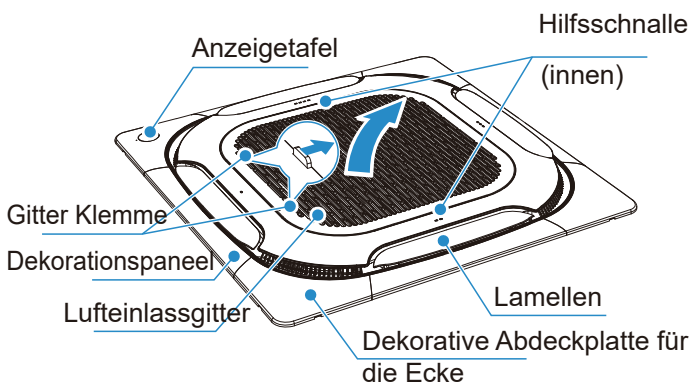 Hilfsschnalle
(innen)
Anzeigetafel
Gitter Klemme
Dekorationspaneel
Lufteinlassgitter
Lamellen
Dekorative Abdeckplatte für
die Ecke